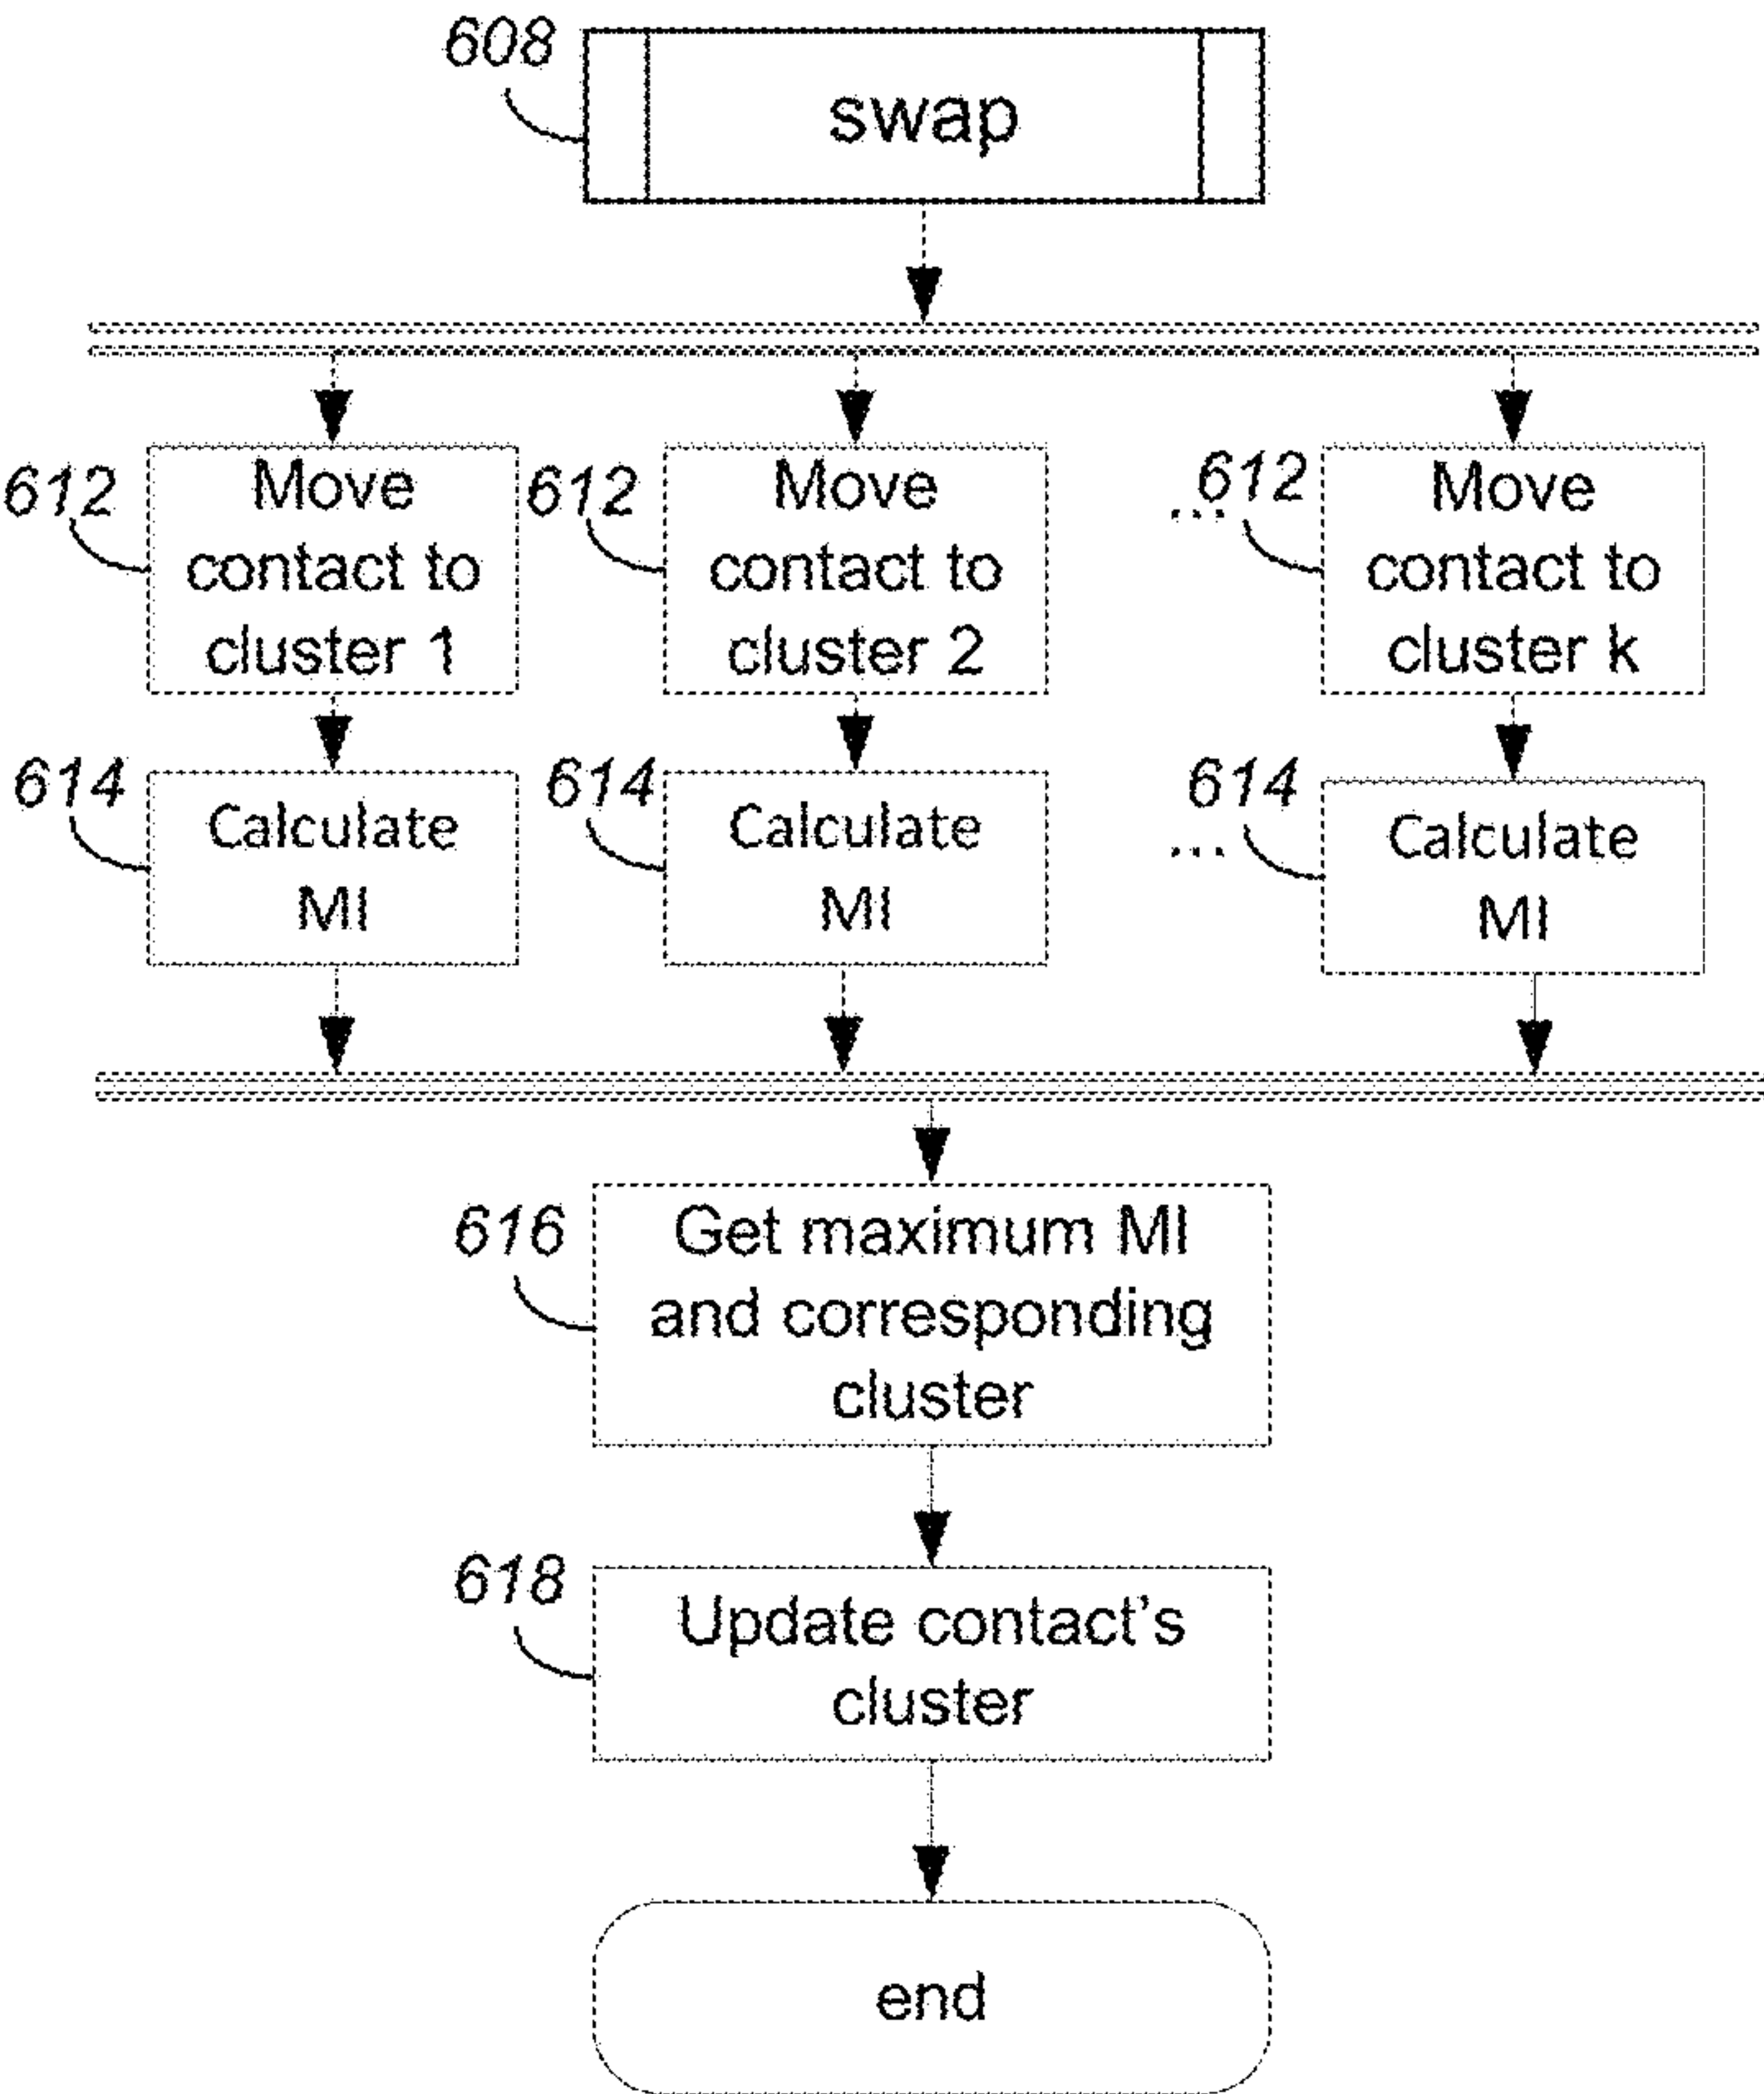 608
swap
612
Move
contact to
cluster 1
612
Move
contact to
cluster 2
...
612
Move
contact to
cluster k
614
Calculate
MI
614
Calculate
MI
...
614
Calculate
MI
616
Get maximum MI
and corresponding
cluster
618
Update contact's
cluster
end